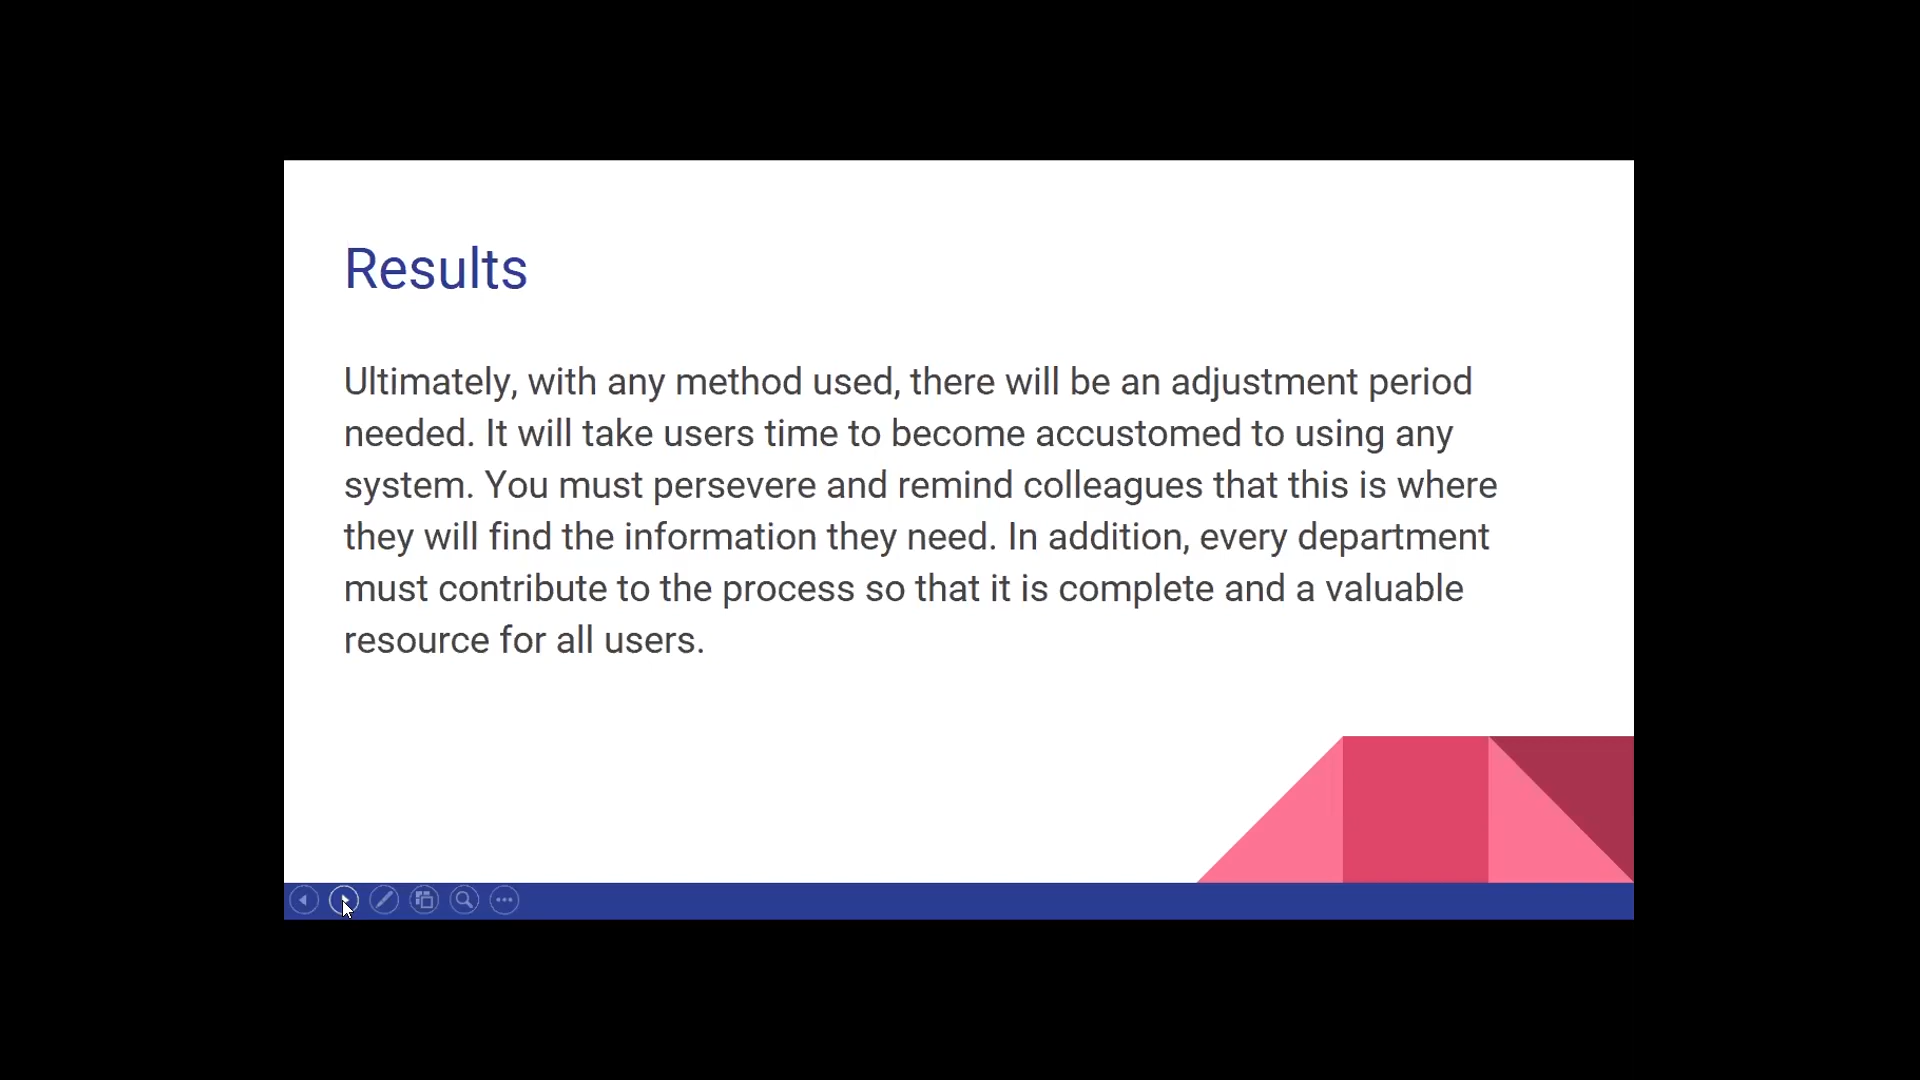 Results
Ultimately, with any method used, there will be an adjustment period
needed. It will take users time to become accustomed to using any
system. You must persevere and remind colleagues that this is where
they will find the information they need. In addition, every department
must contribute to the process so that it is complete and a valuable
resource for all users.